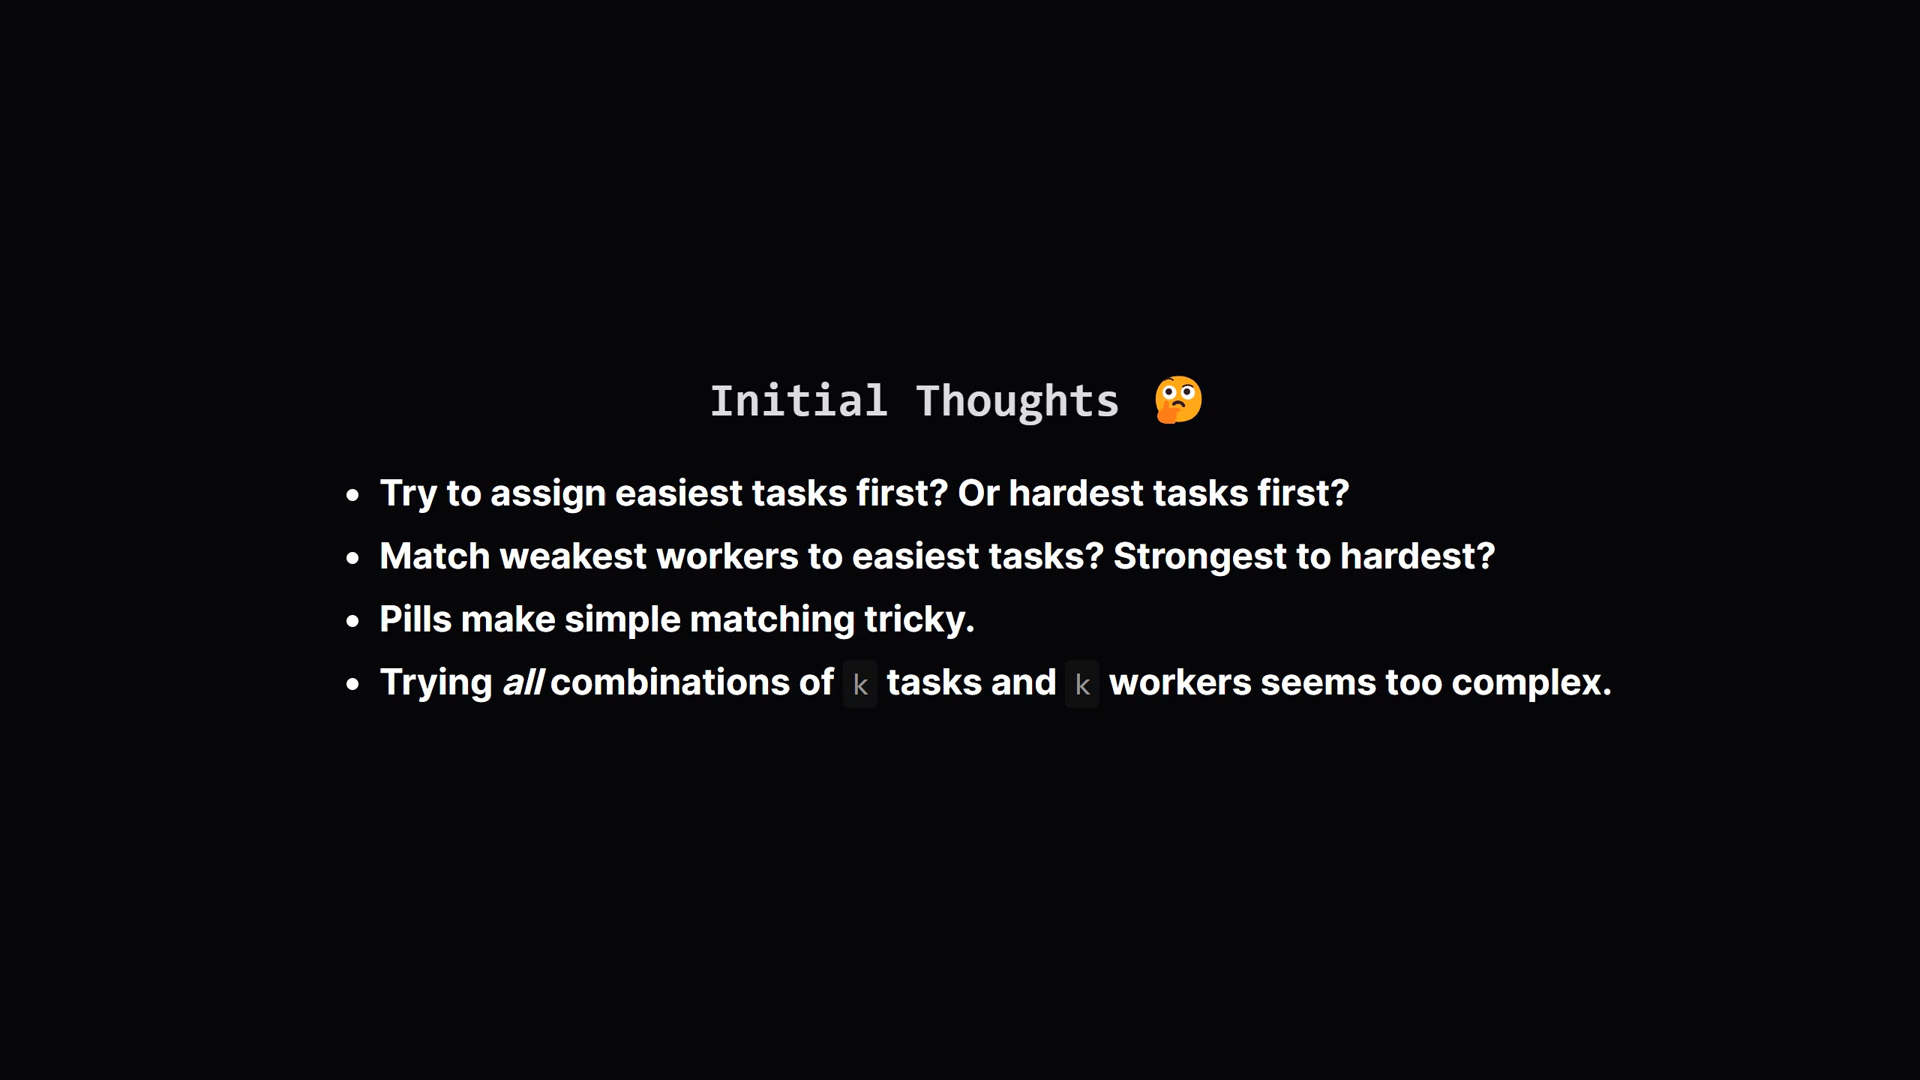 Initial Thoughts 🤔
• Try to assign easiest tasks first? Or hardest tasks first?
• Match weakest workers to easiest tasks? Strongest to hardest?
• Pills make simple matching tricky.
• Trying all combinations of k tasks and k workers seems too complex.